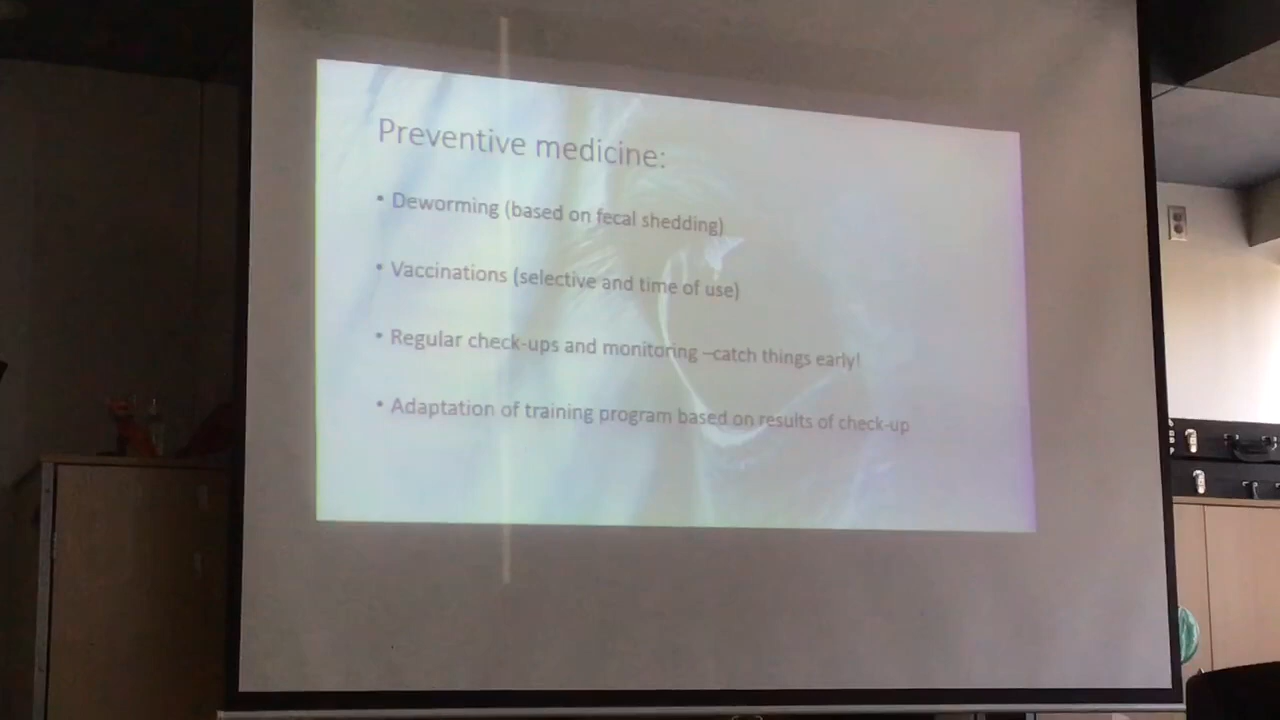 Preventive medicine:
• Deworming (based on fecal shedding)
• Vaccinations (selective and time of use)
• Regular check-ups and monitoring –catch things early!
• Adaptation of training program based on results of check-up